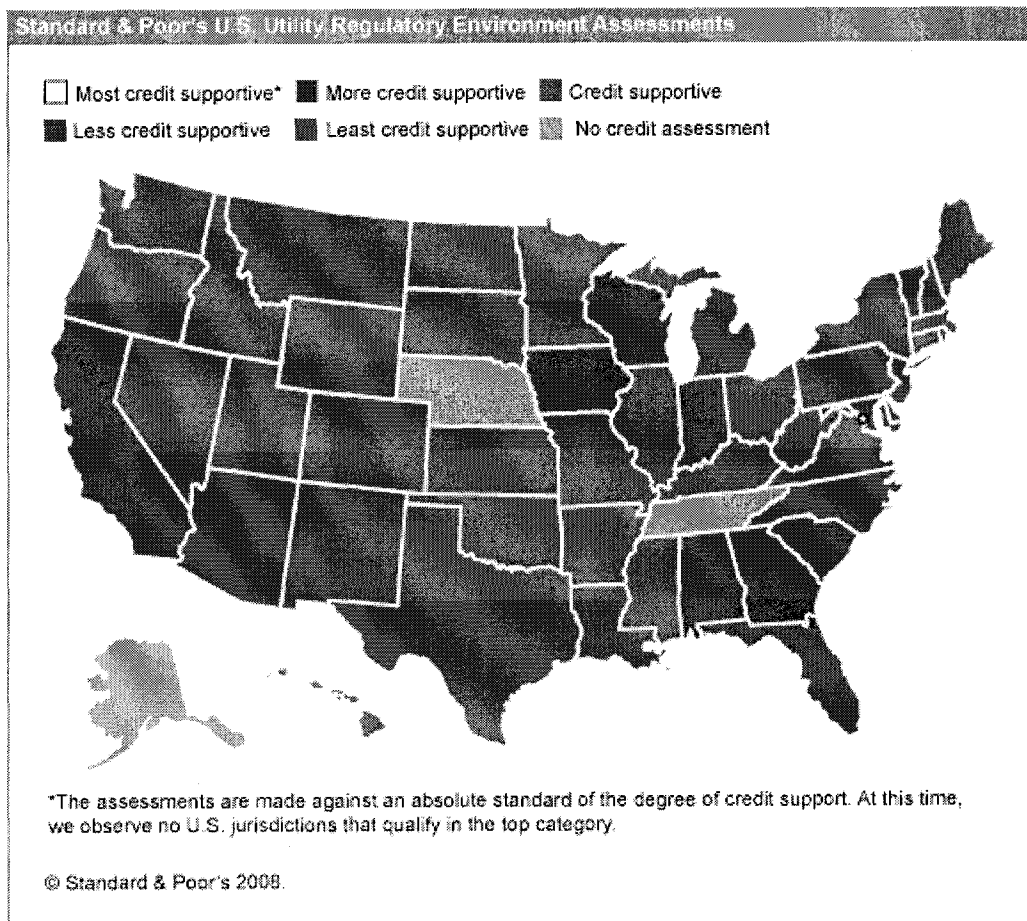 Standard & Poor's U.S. Utility Regulatory Environment Assessments
Most credit supportive* More credit supportive Credit supportive
Less credit supportive Least credit supportive No credit assessment
*The assessments are made against an absolute standard of the degree of credit support. At this time,
we observe no U.S. jurisdictions that qualify in the top category.
© Standard & Poor's 2008.